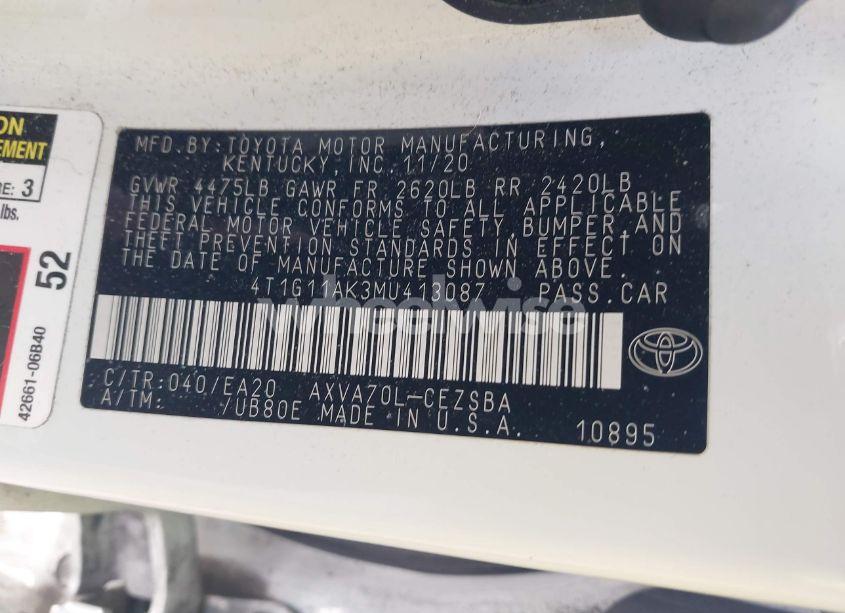 ON
EMENT
RE: 3
lbs.
52
42661-06B40
MFD.BY:TOYOTA MOTOR MANUFACTURING,
KENTUCKY, INC. 11/20
GVWR 4475LB GAWR FR 2620LB RR 2420LB
THIS VEHICLE CONFORMS TO ALL APPLICABLE
FEDERAL MOTOR VEHICLE SAFETY, BUMPER, AND
THEFT PREVENTION STANDARDS IN EFFECT ON
THE DATE OF MANUFACTURE SHOWN ABOVE.
4T1G11AK3MU413087 PASS.CAR
wheelwise
C/TR:040/EA20 AXVA70L-CEZSBA
A/TM: /UB80E MADE IN U.S.A. 10895